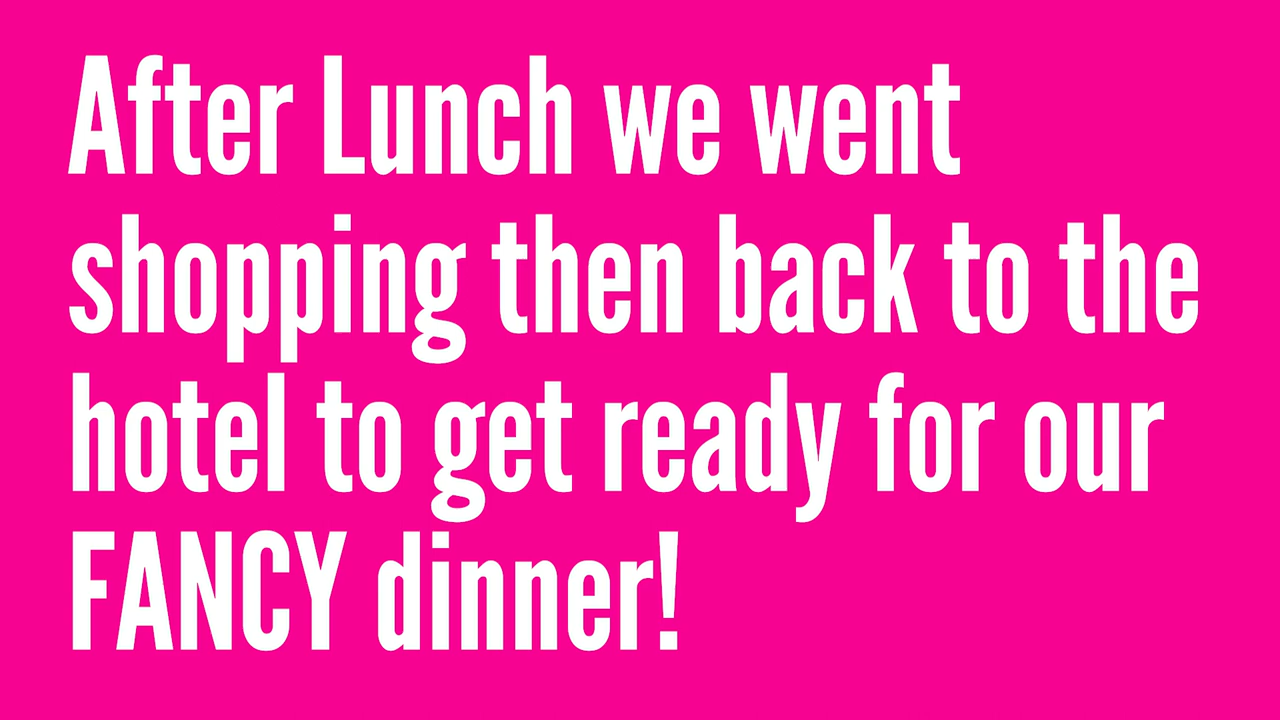 After Lunch we went
shopping then back to the
hotel to get ready for our
FANCY dinner!